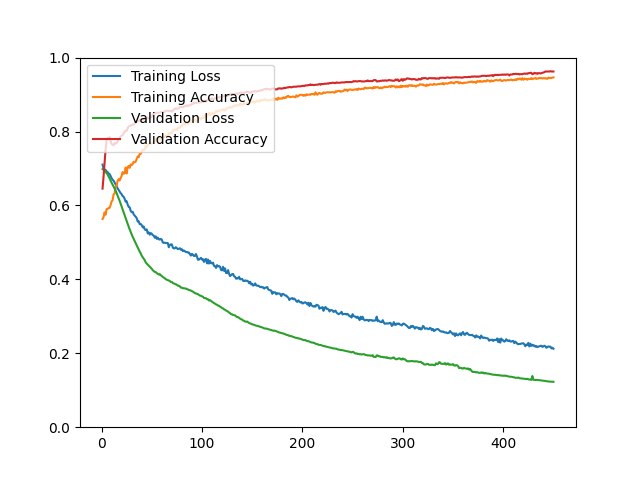 1.0
0.8
0.6
0.4
0.2
0.0
Training Loss
Training Accuracy
Validation Loss
Validation Accuracy
0 100 200 300 400